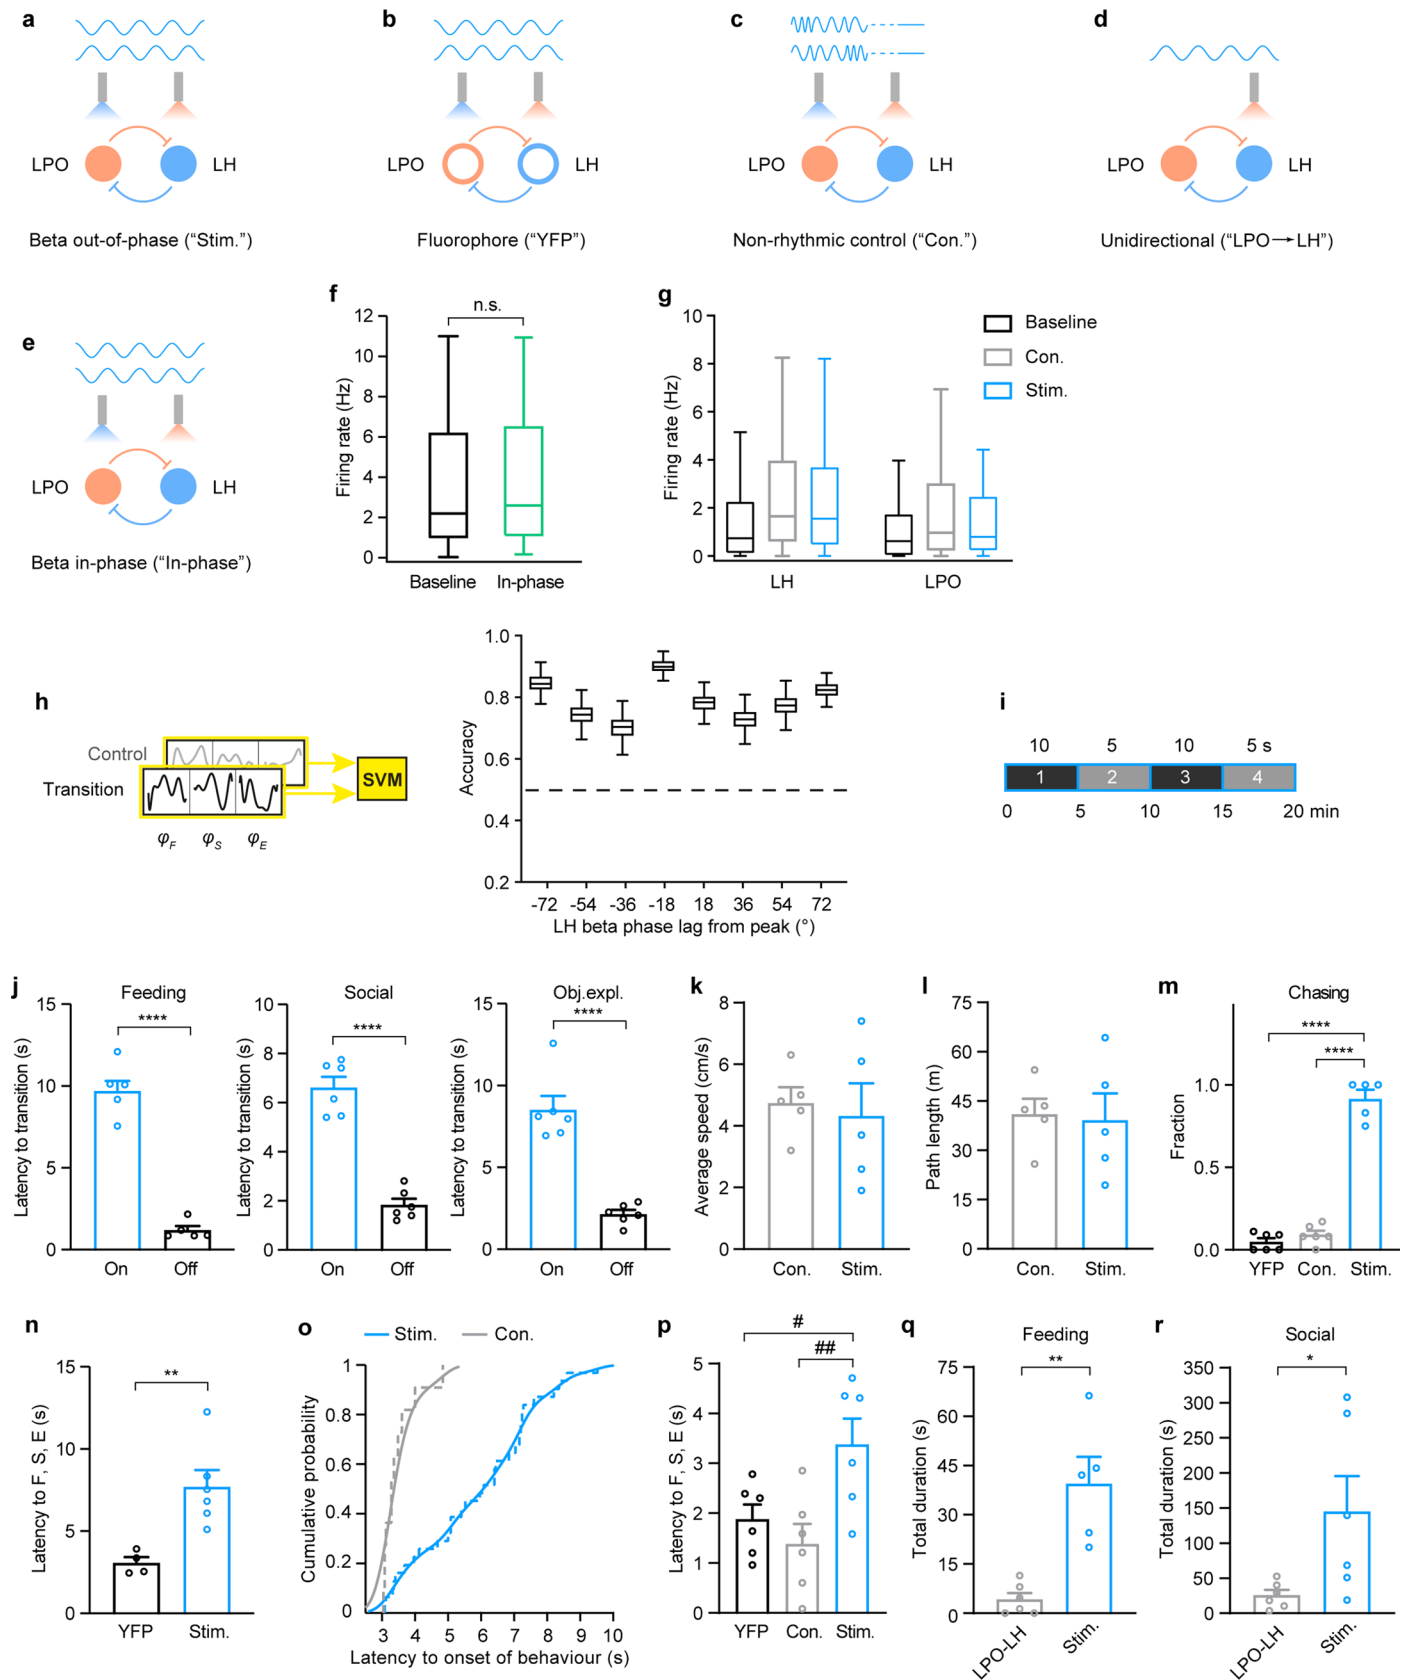 a
LPO
LH
Beta out-of-phase (“Stim.”)
b
LPO
LH
Fluorophore (“YFP”)
c
LPO
LH
Non-rhythmic control (“Con.”)
d
LPO
LH
Unidirectional (“LPO→LH”)
e
LPO
LH
Beta in-phase (“In-phase”)
f
n.s.
Firing rate (Hz)
12
10
8
6
4
2
0
Baseline
In-phase
g
Firing rate (Hz)
10
8
6
4
2
0
LH
LPO
Baseline
Con.
Stim.
h
Control
Transition
SVM
φF
φS
φE
Accuracy
1.0
0.8
0.6
0.4
0.2
-72 -54 -36 -18 18 36 54 72
LH beta phase lag from peak (°)
i
10 5 10 5 s
1 2 3 4
0 5 10 15 20 min
j
Feeding
Latency to transition (s)
15
10
5
0
****
On Off
Social
Latency to transition (s)
10
8
6
4
2
0
****
On Off
Obj.expl.
Latency to transition (s)
15
10
5
0
****
On Off
k
Average speed (cm/s)
8
6
4
2
0
Con. Stim.
l
Path length (m)
75
60
45
30
15
0
Con. Stim.
m
Chasing
Fraction
****
****
1.0
0.5
0.0
YFP Con. Stim.
n
Latency to F, S, E (s)
15
10
5
0
**
YFP Stim.
o
Stim. Con.
Cumulative probability
1
0.8
0.6
0.4
0.2
0
3 4 5 6 7 8 9 10
Latency to onset of behaviour (s)
p
Latency to F, S, E (s)
#
##
5
4
3
2
1
0
YFP Con. Stim.
q
Feeding
Total duration (s)
**
75
60
45
30
15
0
LPO-LH Stim.
r
Social
Total duration (s)
*
350
300
250
200
150
100
50
0
LPO-LH Stim.